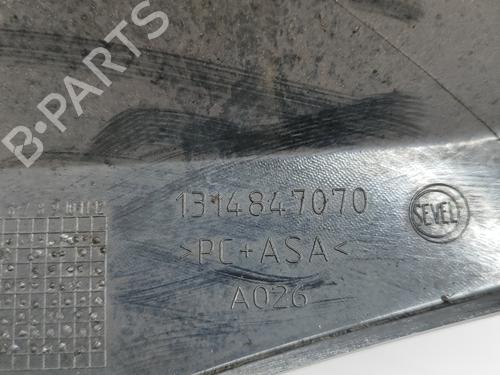 B-PARTS
1314847070
SEVEL
>PC+ASA<
A026